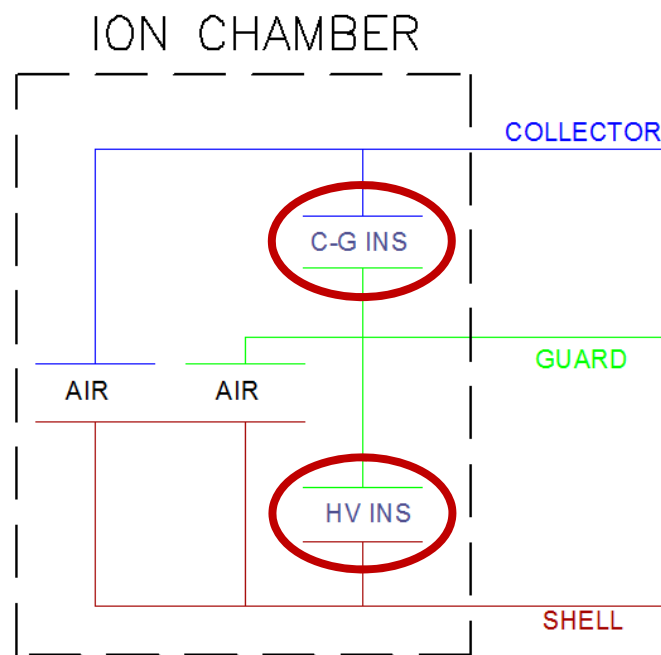 ION CHAMBER
COLLECTOR
C-G INS
GUARD
AIR
AIR
HV INS
SHELL